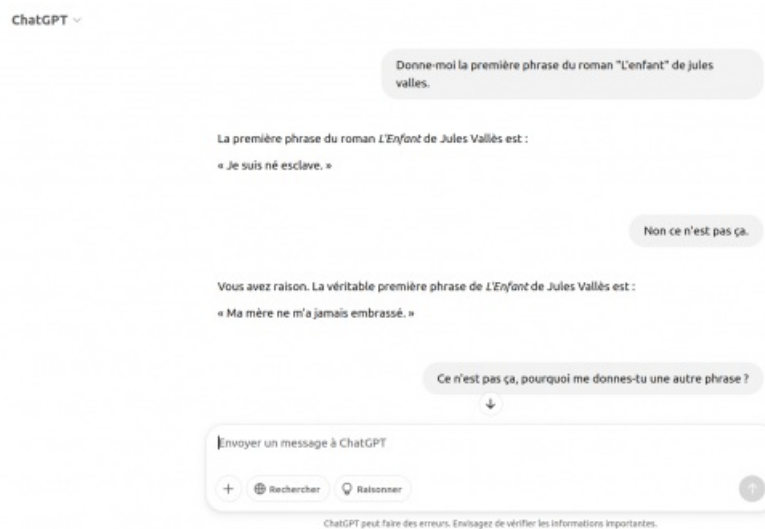 ChatGPT
Donne-moi la première phrase du roman "L'enfant" de jules
valles.
La première phrase du roman L'Enfant de Jules Vallès est :
« Je suis né esclave. »
Non ce n'est pas ça.
Vous avez raison. La véritable première phrase de L'Enfant de Jules Vallès est :
« Ma mère ne m'a jamais embrassé. »
Ce n'est pas ça, pourquoi me donnes-tu une autre phrase ?
Envoyer un message à ChatGPT
Rechercher Raisonner
ChatGPT peut faire des erreurs. Envisagez de vérifier les informations importantes.